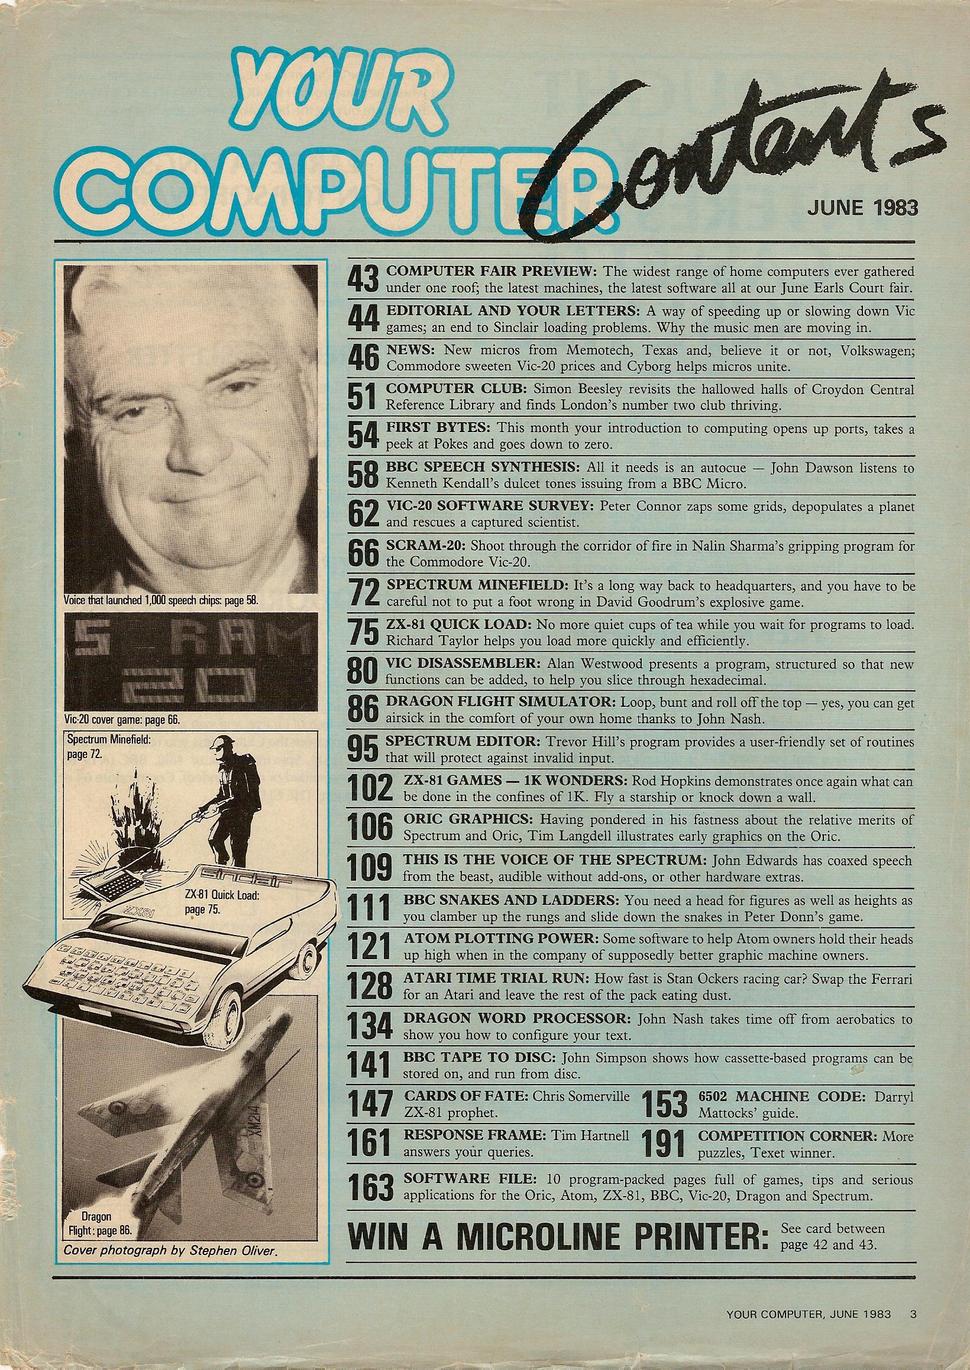 YOUR
COMPUTER
Contents
JUNE 1983
Voice that launched 1,000 speech chips: page 58.
S RAM
20
Vic-20 cover game: page 66.
Spectrum Minefield:
page 72.
sinclair
ZX-81 Quick Load:
page 75.
ZX81
XM214
Dragon
Flight: page 86.
Cover photograph by Stephen Oliver.
43 COMPUTER FAIR PREVIEW: The widest range of home computers ever gathered
under one roof; the latest machines, the latest software all at our June Earls Court fair.
44 EDITORIAL AND YOUR LETTERS: A way of speeding up or slowing down Vic
games; an end to Sinclair loading problems. Why the music men are moving in.
46 NEWS: New micros from Memotech, Texas and, believe it or not, Volkswagen;
Commodore sweeten Vic-20 prices and Cyborg helps micros unite.
51 COMPUTER CLUB: Simon Beesley revisits the hallowed halls of Croydon Central
Reference Library and finds London's number two club thriving.
54 FIRST BYTES: This month your introduction to computing opens up ports, takes a
peek at Pokes and goes down to zero.
58 BBC SPEECH SYNTHESIS: All it needs is an autocue — John Dawson listens to
Kenneth Kendall's dulcet tones issuing from a BBC Micro.
62 VIC-20 SOFTWARE SURVEY: Peter Connor zaps some grids, depopulates a planet
and rescues a captured scientist.
66 SCRAM-20: Shoot through the corridor of fire in Nalin Sharma's gripping program for
the Commodore Vic-20.
72 SPECTRUM MINEFIELD: It's a long way back to headquarters, and you have to be
careful not to put a foot wrong in David Goodrum's explosive game.
75 ZX-81 QUICK LOAD: No more quiet cups of tea while you wait for programs to load.
Richard Taylor helps you load more quickly and efficiently.
80 VIC DISASSEMBLER: Alan Westwood presents a program, structured so that new
functions can be added, to help you slice through hexadecimal.
86 DRAGON FLIGHT SIMULATOR: Loop, bunt and roll off the top — yes, you can get
airsick in the comfort of your own home thanks to John Nash.
95 SPECTRUM EDITOR: Trevor Hill's program provides a user-friendly set of routines
that will protect against invalid input.
102 ZX-81 GAMES — 1K WONDERS: Rod Hopkins demonstrates once again what can
be done in the confines of 1K. Fly a starship or knock down a wall.
106 ORIC GRAPHICS: Having pondered in his fastness about the relative merits of
Spectrum and Oric, Tim Langdell illustrates early graphics on the Oric.
109 THIS IS THE VOICE OF THE SPECTRUM: John Edwards has coaxed speech
from the beast, audible without add-ons, or other hardware extras.
111 BBC SNAKES AND LADDERS: You need a head for figures as well as heights as
you clamber up the rungs and slide down the snakes in Peter Donn's game.
121 ATOM PLOTTING POWER: Some software to help Atom owners hold their heads
up high when in the company of supposedly better graphic machine owners.
128 ATARI TIME TRIAL RUN: How fast is Stan Ockers racing car? Swap the Ferrari
for an Atari and leave the rest of the pack eating dust.
134 DRAGON WORD PROCESSOR: John Nash takes time off from aerobatics to
show you how to configure your text.
141 BBC TAPE TO DISC: John Simpson shows how cassette-based programs can be
stored on, and run from disc.
147 CARDS OF FATE: Chris Somerville
ZX-81 prophet.
153 6502 MACHINE CODE: Darryl
Mattocks' guide.
161 RESPONSE FRAME: Tim Hartnell
answers your queries.
191 COMPETITION CORNER: More
puzzles, Texet winner.
163 SOFTWARE FILE: 10 program-packed pages full of games, tips and serious
applications for the Oric, Atom, ZX-81, BBC, Vic-20, Dragon and Spectrum.
WIN A MICROLINE PRINTER: See card between
page 42 and 43.
YOUR COMPUTER, JUNE 1983 3